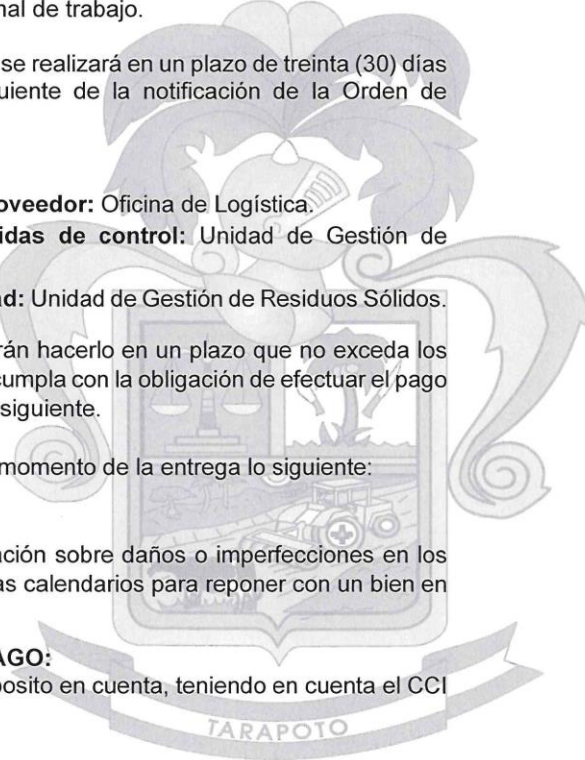 nal de trabajo.
se realizará en un plazo de treinta (30) días
uiente de la notificación de la Orden de
oveedor: Oficina de Logística.
idas de control: Unidad de Gestión de
ad: Unidad de Gestión de Residuos Sólidos.
rán hacerlo en un plazo que no exceda los
cumpla con la obligación de efectuar el pago
siguiente.
momento de la entrega lo siguiente:
ación sobre daños o imperfecciones en los
as calendarios para reponer con un bien en
AGO:
posito en cuenta, teniendo en cuenta el CCI
TARAPOTO